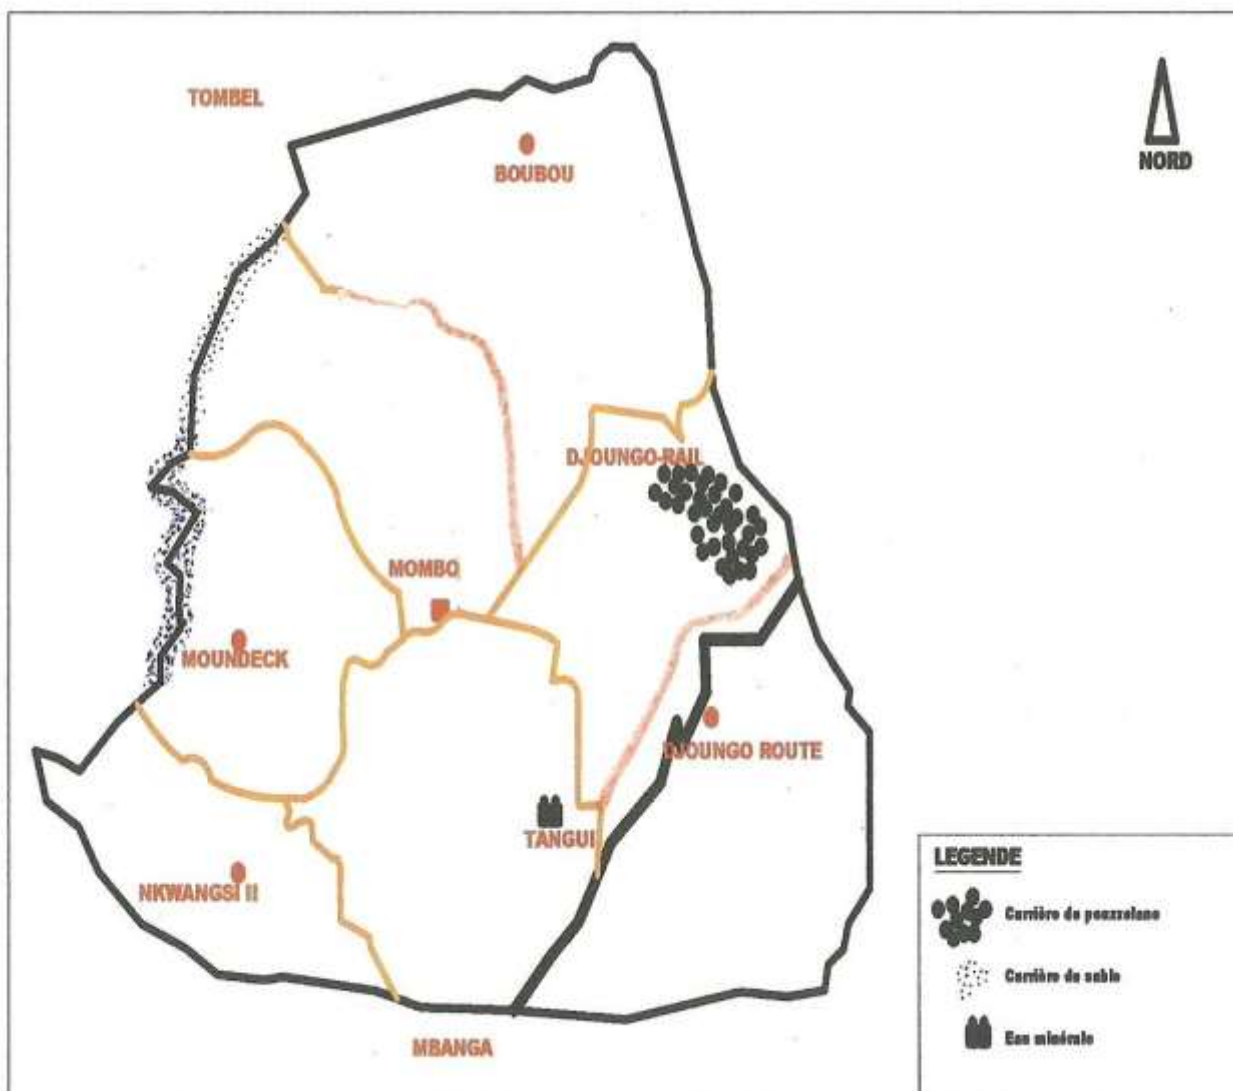 TOMBEL
BOUBOU
NORD
DJOUNGO-RAIL
MOMBO
MOUNDECK
DJOUNGO ROUTE
TANGUI
NKWANGSI II
MBANGA
LEGENDE
Carrière de pouzzolane
Carrière de sable
Eau minérale